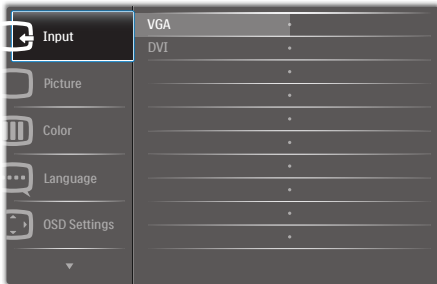 Input
VGA
DVI
Picture
Color
Language
OSD Settings